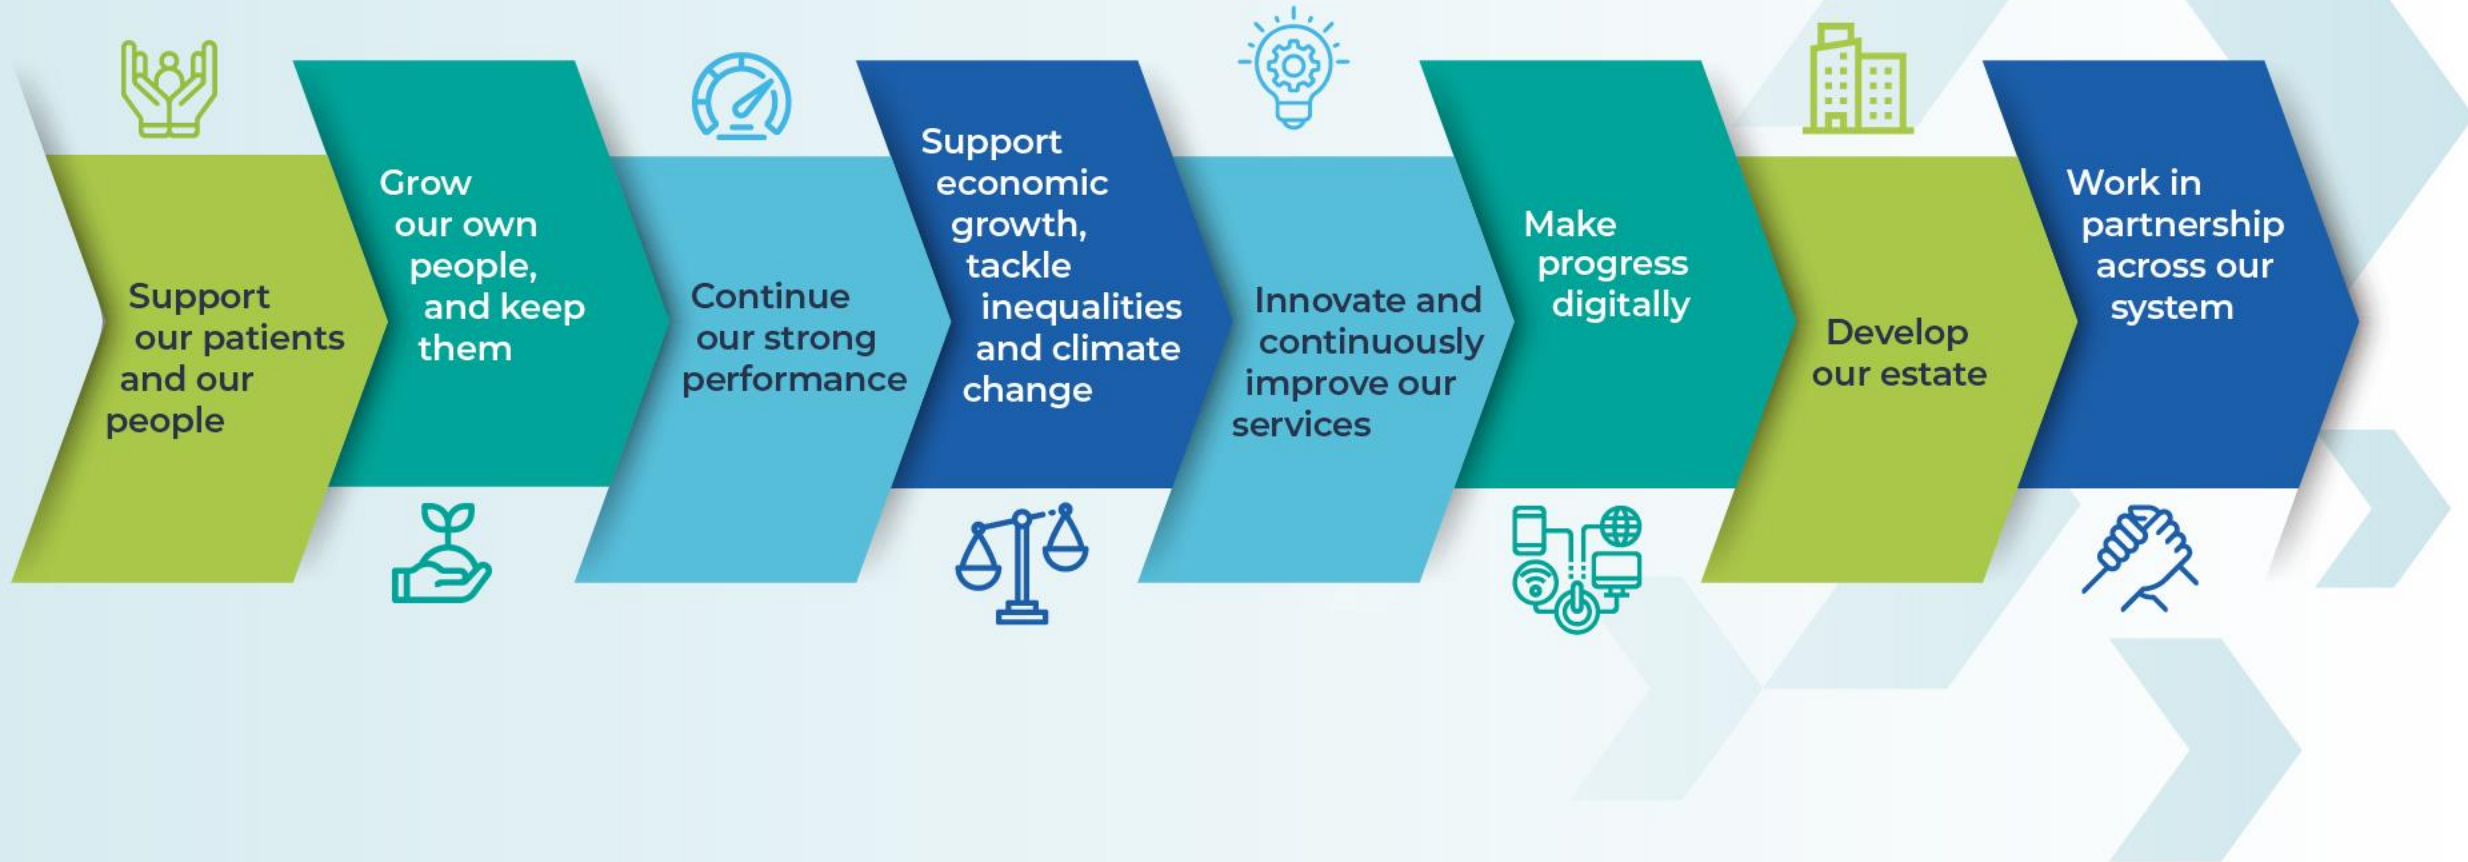 Support
our patients
and our
people
Grow
our own
people,
and keep
them
Continue
our strong
performance
Support
economic
growth,
tackle
inequalities
and climate
change
Innovate and
continuously
improve our
services
Make
progress
digitally
Develop
our estate
Work in
partnership
across our
system